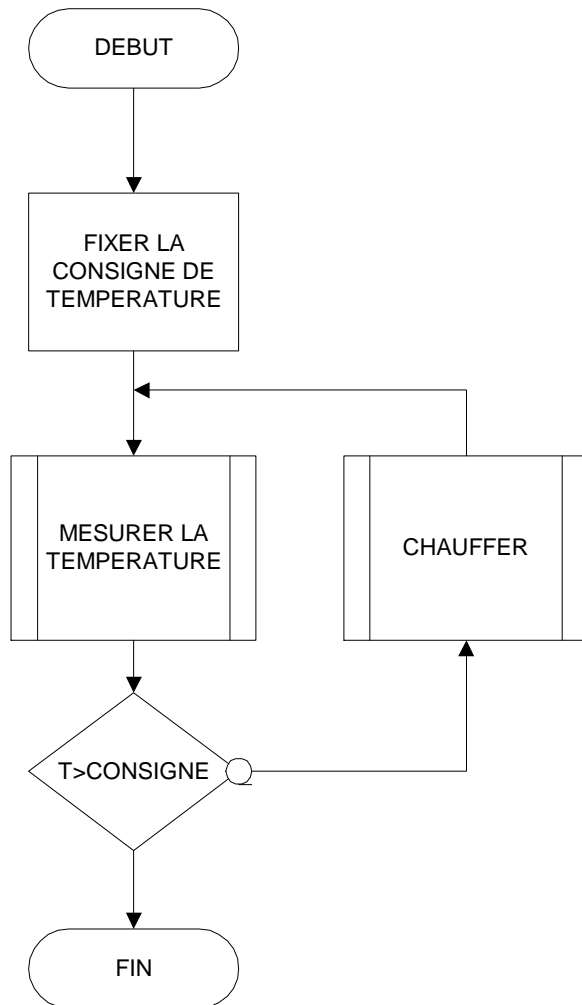 DEBUT
FIXER LA
CONSIGNE DE
TEMPERATURE
MESURER LA
TEMPERATURE
CHAUFFER
T>CONSIGNE
FIN